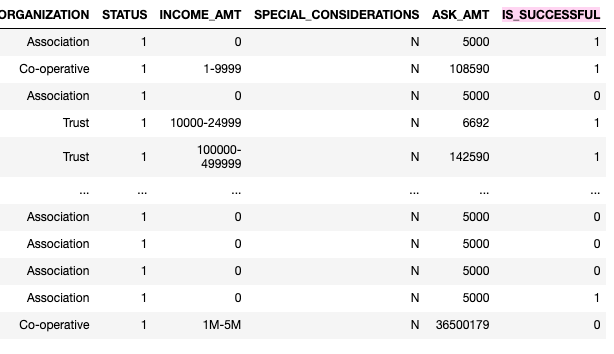 ORGANIZATION STATUS INCOME_AMT SPECIAL_CONSIDERATIONS ASK_AMT IS_SUCCESSFUL
Association 1 0 N 5000 1
Co-operative 1 1-9999 N 108590 1
Association 1 0 N 5000 0
Trust 1 10000-24999 N 6692 1
Trust 1 100000-499999 N 142590 1
... ... ... ... ... ...
Association 1 0 N 5000 0
Association 1 0 N 5000 0
Association 1 0 N 5000 0
Association 1 0 N 5000 1
Co-operative 1 1M-5M N 36500179 0